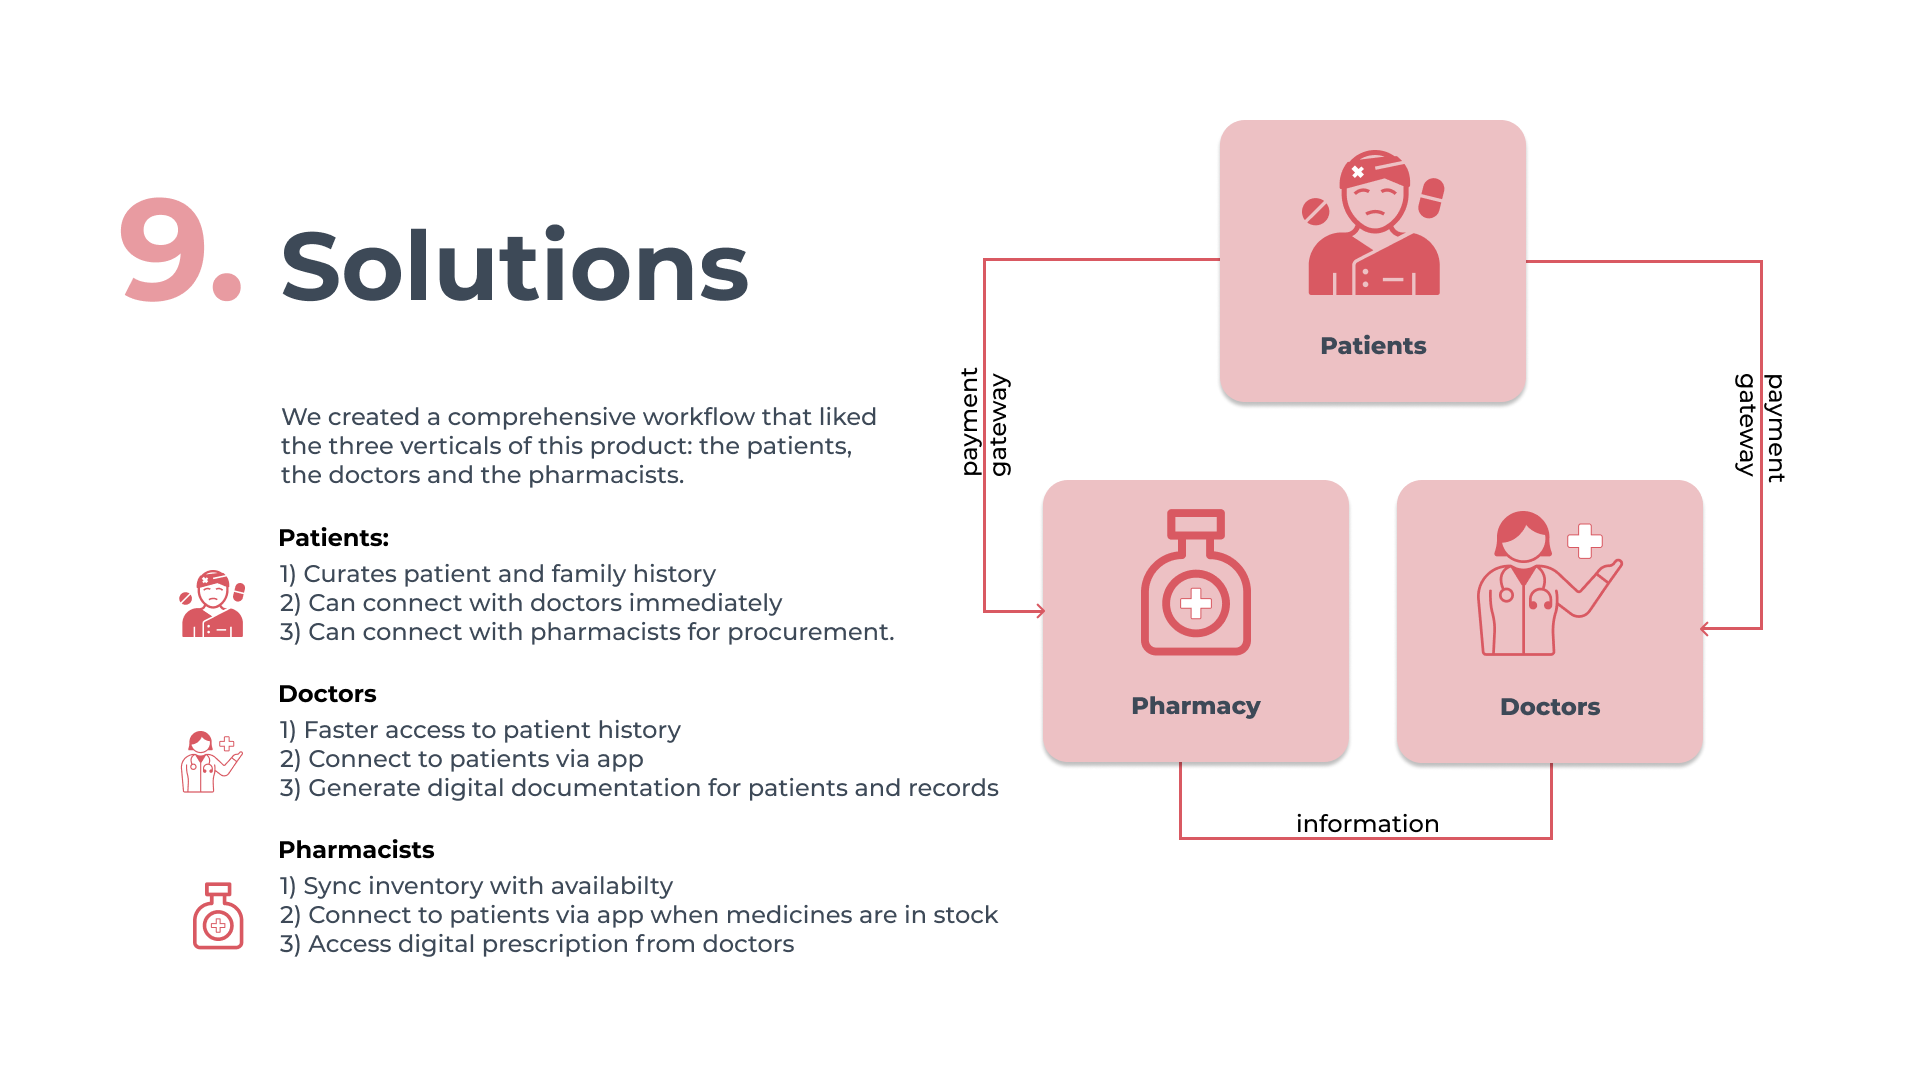 9. Solutions
We created a comprehensive workflow that liked
the three verticals of this product: the patients,
the doctors and the pharmacists.
Patients:
1) Curates patient and family history
2) Can connect with doctors immediately
3) Can connect with pharmacists for procurement.
Doctors
1) Faster access to patient history
2) Connect to patients via app
3) Generate digital documentation for patients and records
Pharmacists
1) Sync inventory with availabilty
2) Connect to patients via app when medicines are in stock
3) Access digital prescription from doctors
Patients
payment
gateway
payment
gateway
Pharmacy
Doctors
information